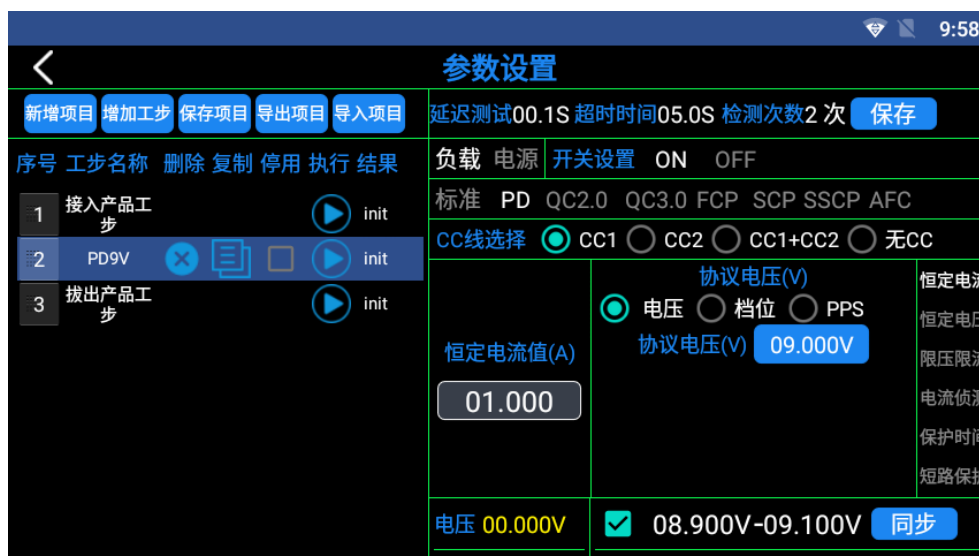 9:58
参数设置
新增项目 增加工步 保存项目 导出项目 导入项目
延迟测试00.1S 超时时间05.0S 检测次数2 次 保存
序号 工步名称 删除 复制 停用 执行 结果
负载 电源 开关设置 ON OFF
标准 PD QC2.0 QC3.0 FCP SCP SSCP AFC
1 接入产品工步 init
CC线选择 CC1 CC2 CC1+CC2 无CC
2 PD9V init
3 拔出产品工步 init
协议电压(V)
电压 档位 PPS
协议电压(V) 09.000V
恒定电流值(A)
01.000
恒定电流
恒定电压
限压限流
电流侦测
保护时间
短路保护
电压 00.000V 08.900V-09.100V 同步